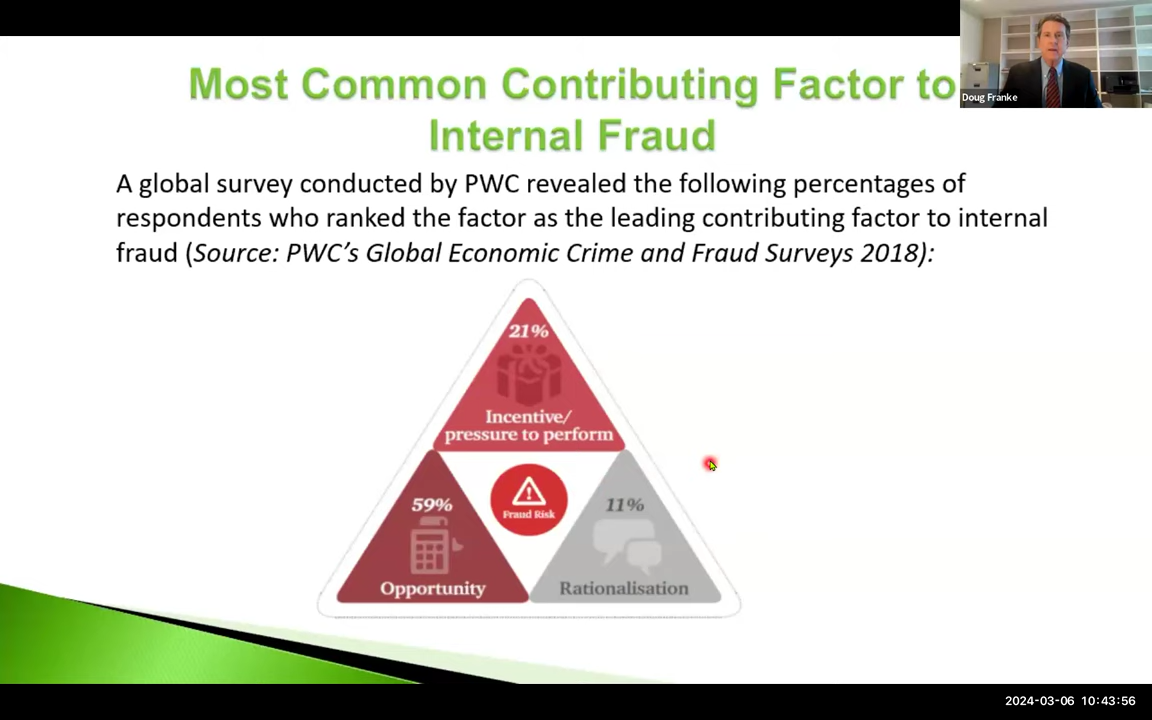 Most Common Contributing Factor to
Internal Fraud
Doug Franke
A global survey conducted by PWC revealed the following percentages of
respondents who ranked the factor as the leading contributing factor to internal
fraud (Source: PWC’s Global Economic Crime and Fraud Surveys 2018):
21%
Incentive/
pressure to perform
59%
Opportunity
Fraud Risk
11%
Rationalisation
2024-03-06 10:43:56